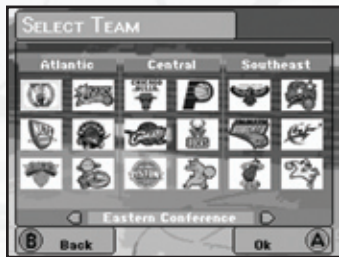 SELECT TEAM
Atlantic Central Southeast
Eastern Conference
B Back Ok A